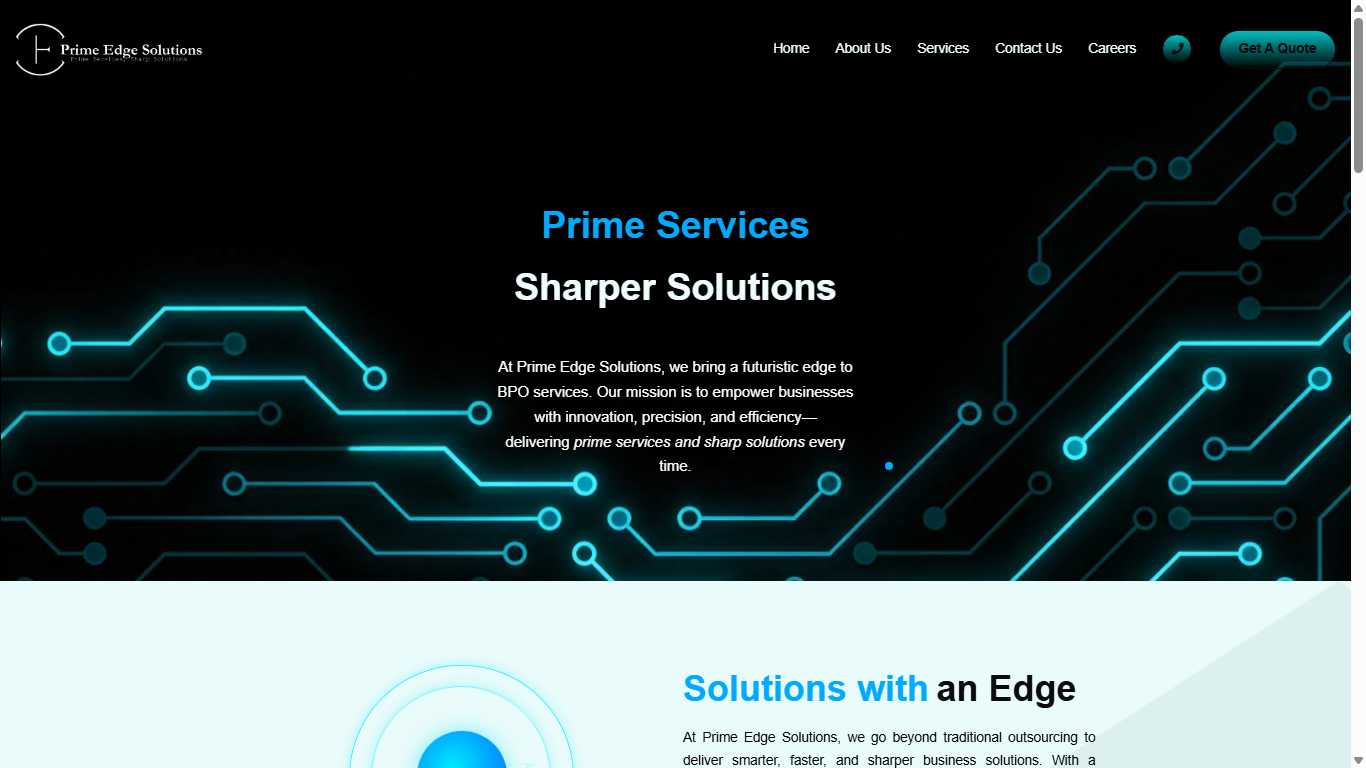 Prime Edge Solutions
Prime Services, Sharp Solutions
Home
About Us
Services
Contact Us
Careers
Get A Quote
Prime Services
Sharper Solutions
At Prime Edge Solutions, we bring a futuristic edge to
BPO services. Our mission is to empower businesses
with innovation, precision, and efficiency—
delivering prime services and sharp solutions every
time.
Solutions with an Edge
At Prime Edge Solutions, we go beyond traditional outsourcing to
deliver smarter, faster, and sharper business solutions. With a